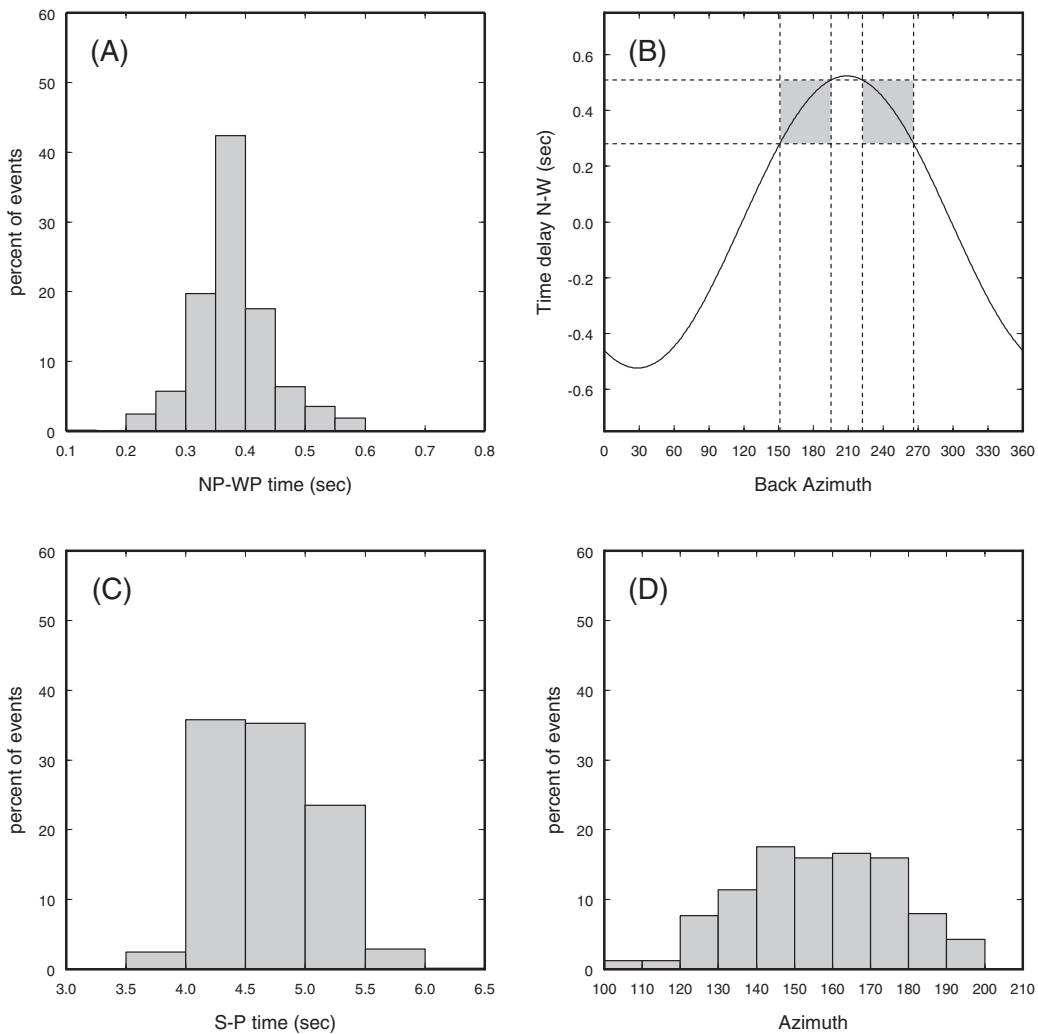 (A)
percent of events
60
50
40
30
20
10
0
0.1 0.2 0.3 0.4 0.5 0.6 0.7 0.8
NP-WP time (sec)
(B)
Time delay N-W (sec)
0.6
0.2
0.0
-0.2
-0.4
-0.6
0 30 60 90 120 150 180 210 240 270 300 330 360
Back Azimuth
(C)
percent of events
60
50
40
30
20
10
0
3.0 3.5 4.0 4.5 5.0 5.5 6.0 6.5
S-P time (sec)
(D)
percent of events
60
50
40
30
20
10
0
100 110 120 130 140 150 160 170 180 190 200 210
Azimuth